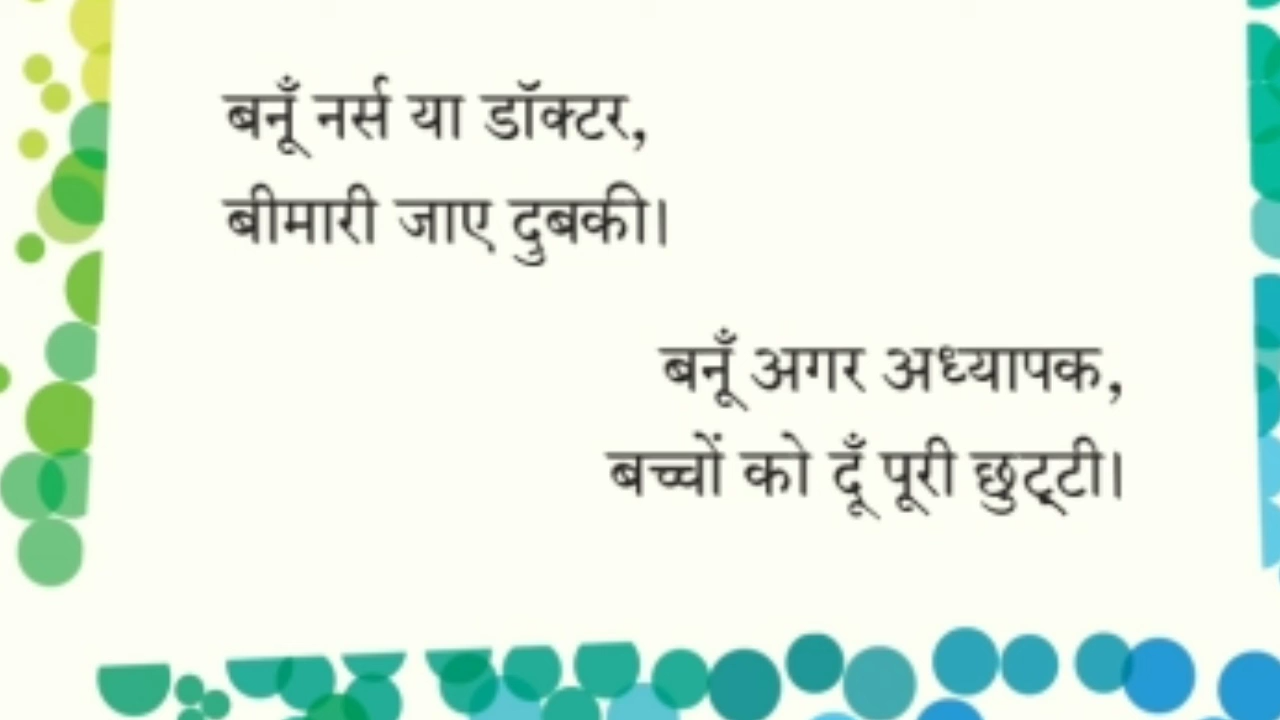 बनूँ नर्स या डॉक्टर,
बीमारी जाए दुबकी।
बनूँ अगर अध्यापक,
बच्चों को दूँ पूरी छुट्‌टी।